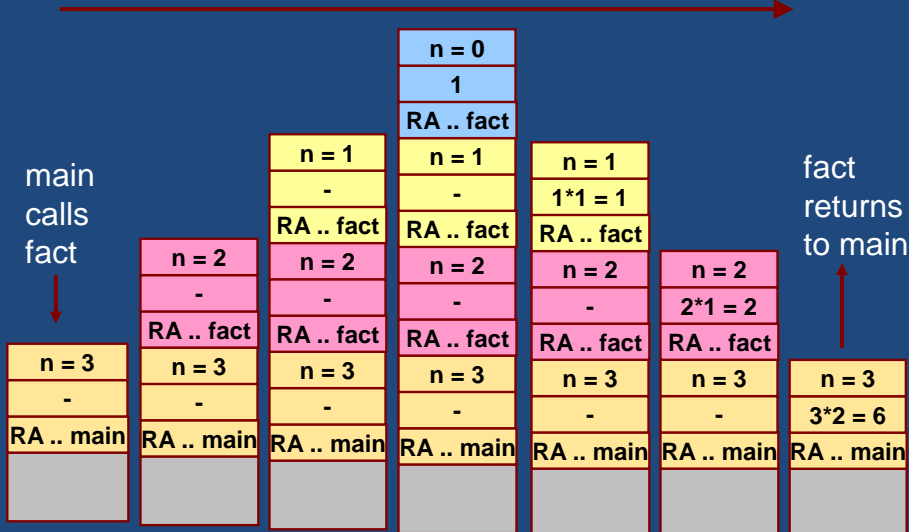 main
calls
fact
n = 3
-
RA .. main
n = 2
-
RA .. fact
n = 3
-
RA .. main
n = 1
-
RA .. fact
n = 2
-
RA .. fact
n = 3
-
RA .. main
n = 0
1
RA .. fact
n = 1
-
RA .. fact
n = 2
-
RA .. fact
n = 3
-
RA .. main
n = 1
1*1 = 1
RA .. fact
n = 2
-
RA .. fact
n = 3
-
RA .. main
n = 2
2*1 = 2
RA .. fact
n = 3
-
RA .. main
fact
returns
to main
n = 3
3*2 = 6
RA .. main